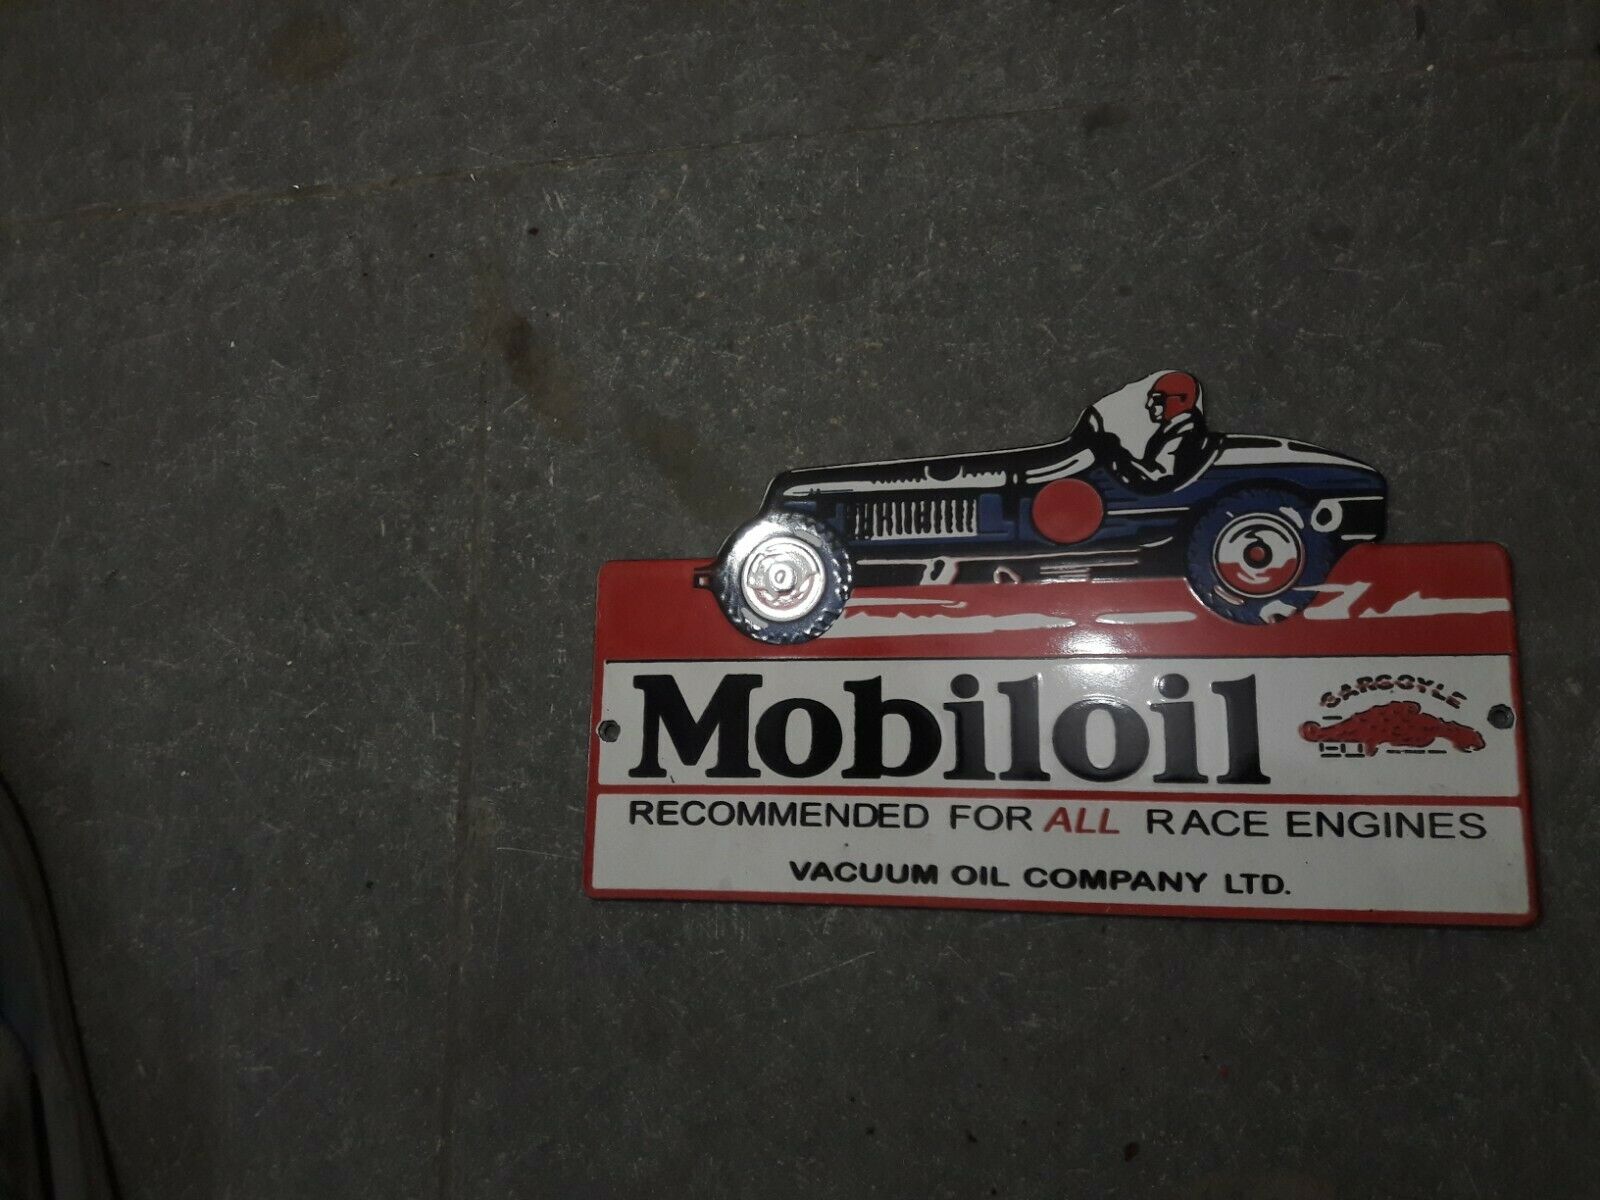 Mobiloil
GARGOYLE
RECOMMENDED FOR ALL RACE ENGINES
VACUUM OIL COMPANY LTD.